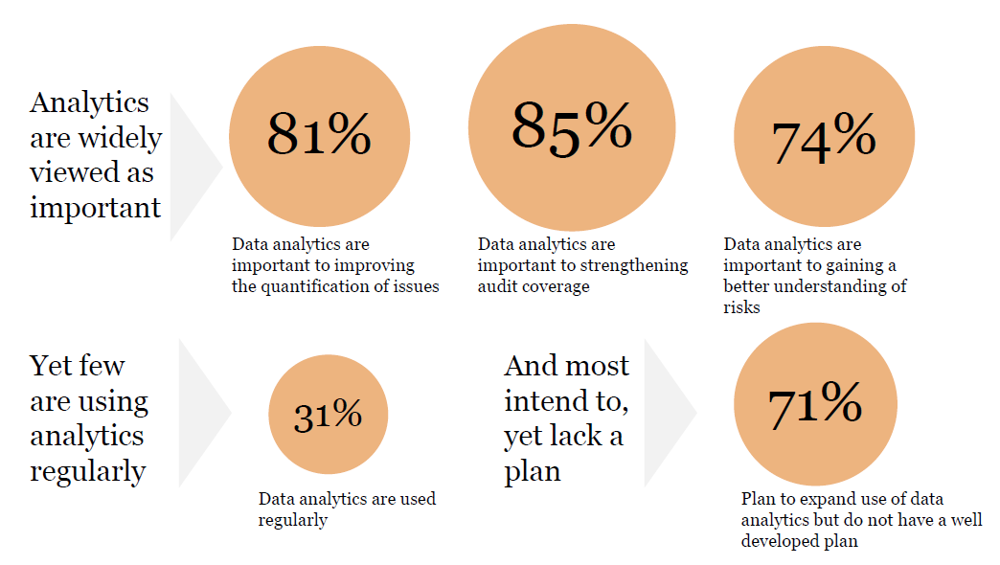 Analytics
are widely
viewed as
important
81%
Data analytics are
important to improving
the quantification of issues
85%
Data analytics are
important to strengthening
audit coverage
74%
Data analytics are
important to gaining a
better understanding of
risks
Yet few
are using
analytics
regularly
31%
Data analytics are used
regularly
And most
intend to,
yet lack a
plan
71%
Plan to expand use of data
analytics but do not have a well
developed plan